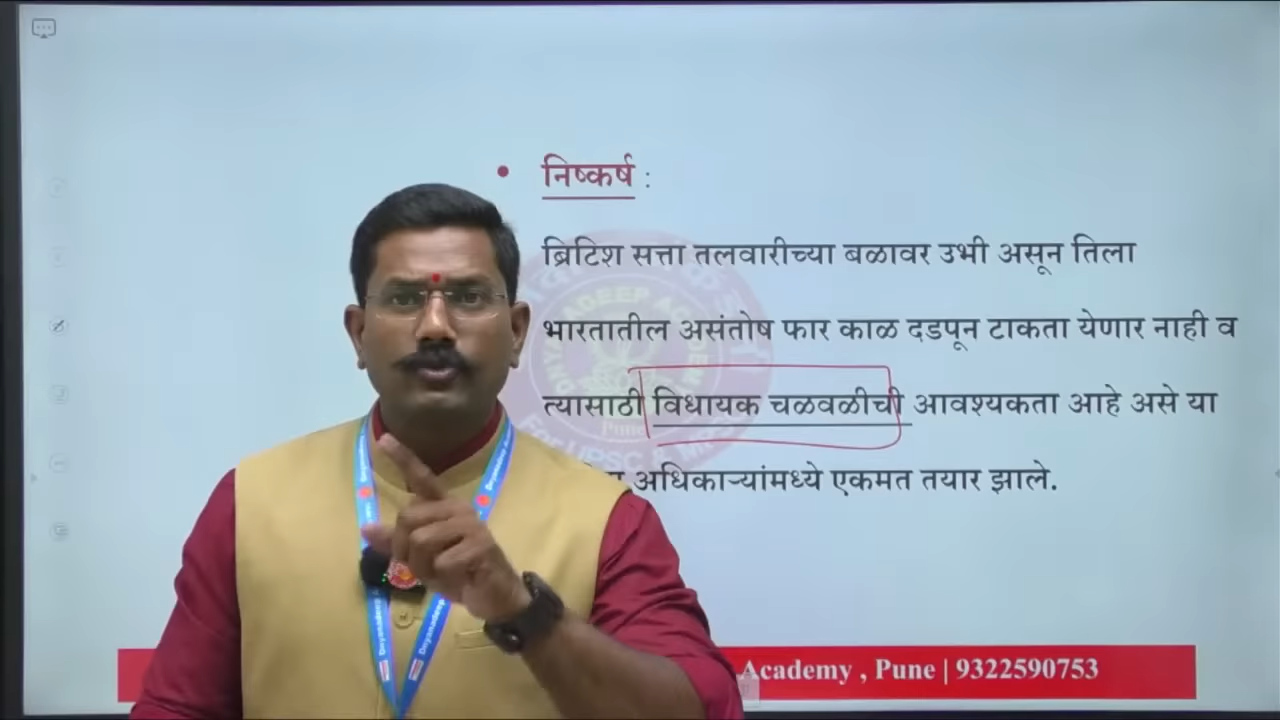 निष्कर्ष :
ब्रिटिश सत्ता तलवारीच्या बळावर उभी असून तिला
भारतातील असंतोष फार काळ दडपून टाकता येणार नाही व
त्यासाठी विधायक चळवळीची आवश्यकता आहे असे या
अधिकाऱ्यांमध्ये एकमत तयार झाले.
Academy , Pune | 9322590753